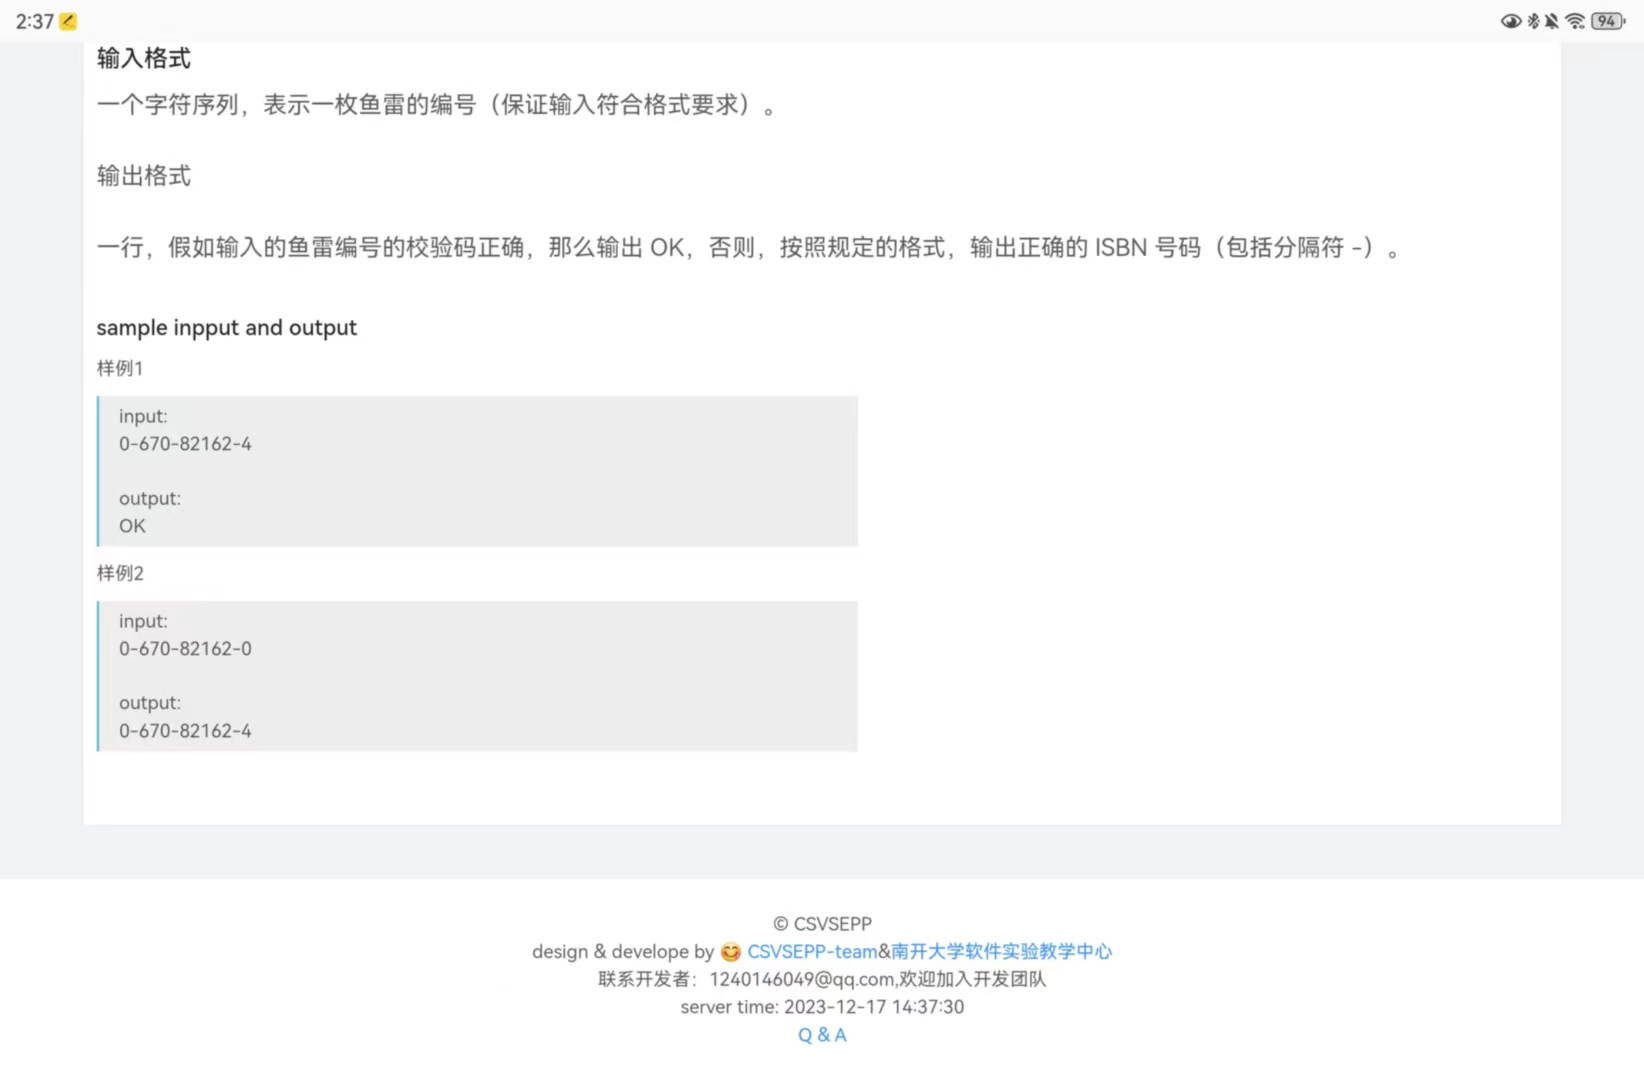 2:37
94
输入格式
一个字符序列，表示一枚鱼雷的编号（保证输入符合格式要求）。
输出格式
一行，假如输入的鱼雷编号的校验码正确，那么输出 OK，否则，按照规定的格式，输出正确的 ISBN 号码（包括分隔符 -）。
sample inpput and output
样例1
input:
0-670-82162-4
output:
OK
样例2
input:
0-670-82162-0
output:
0-670-82162-4
© CSVSEPP
design & develope by 😋 CSVSEPP-team&南开大学软件实验教学中心
联系开发者：1240146049@qq.com,欢迎加入开发团队
server time: 2023-12-17 14:37:30
Q & A